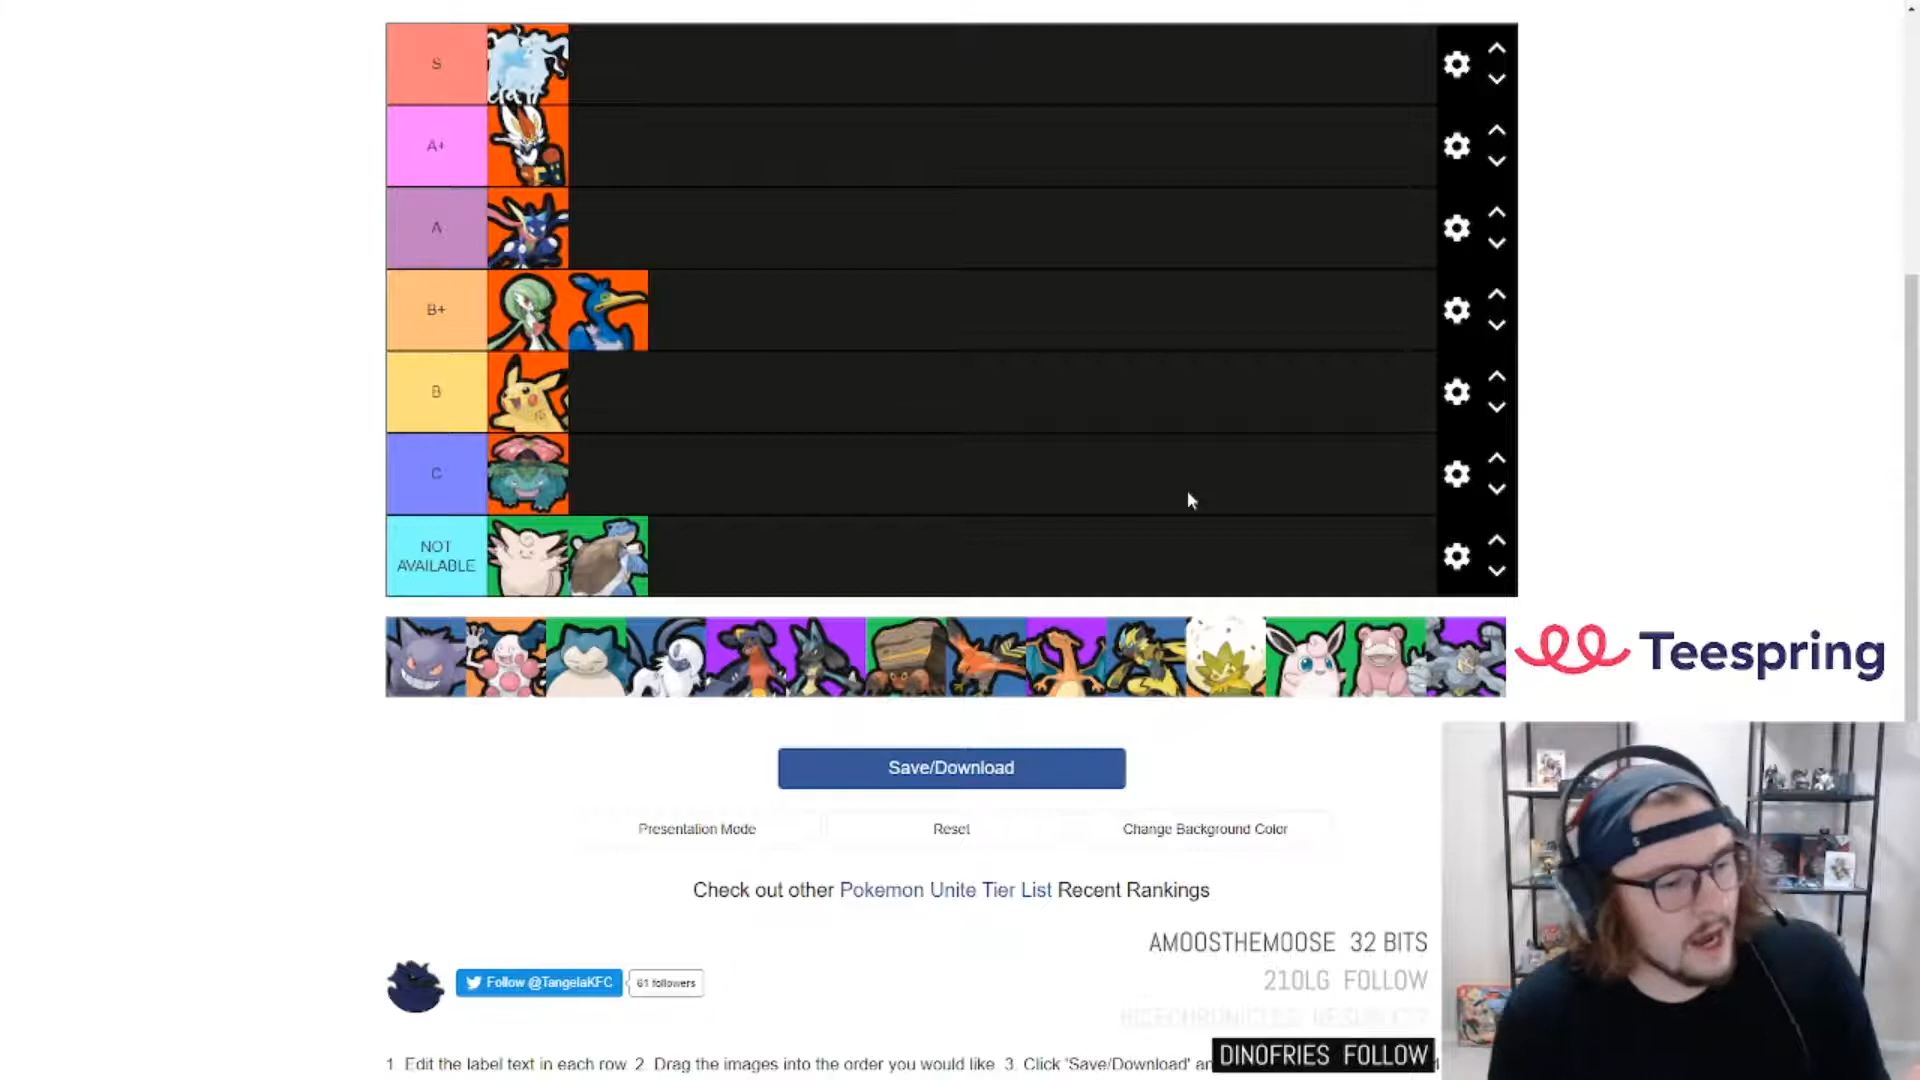 S
A+
A
B+
B
C
NOT
AVAILABLE
Teespring
Save/Download
Presentation Mode
Reset
Change Background Color
Check out other Pokemon Unite Tier List Recent Rankings
AMOOSTHEMOOSE 32 BITS
210LG FOLLOW
Follow @TangelaKFC
61 followers
DINOFRIES FOLLOW
1. Edit the label text in each row. 2. Drag the images into the order you would like. 3. Click 'Save/Download'